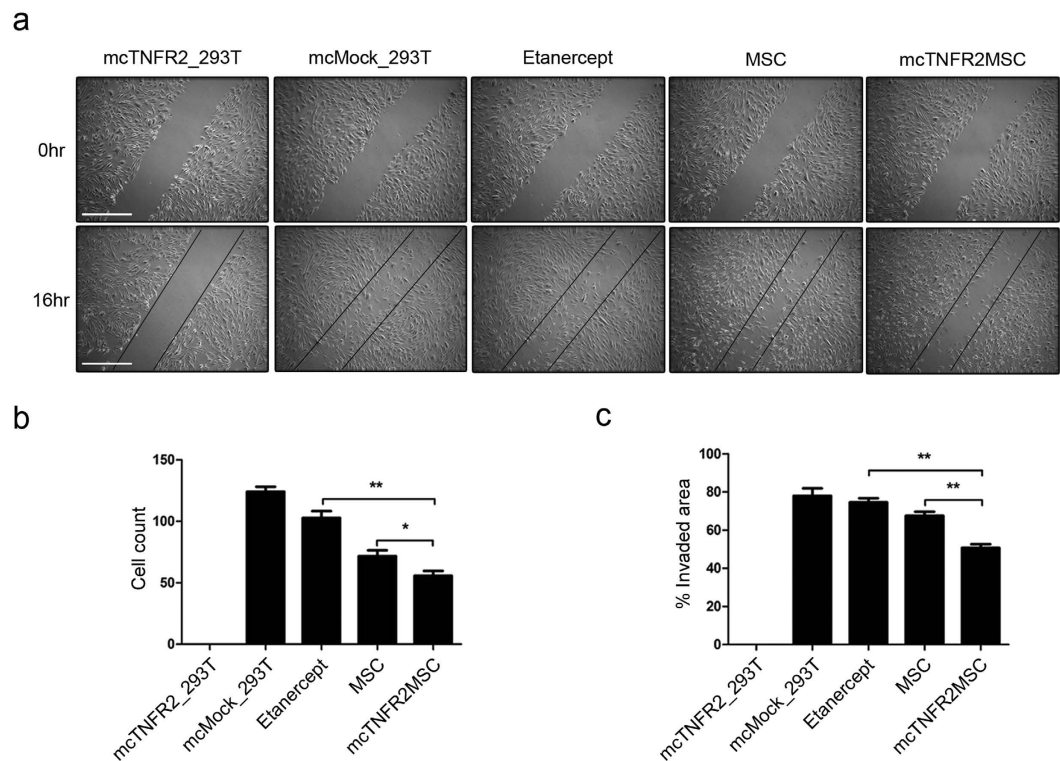 a
mcTNFR2_293T mcMock_293T Etanercept MSC mcTNFR2MSC
0hr
16hr
b
150
100
50
0
Cell count
**
*
mcTNFR2_293T
mcMock_293T
Etanercept
MSC
mcTNFR2MSC
c
100
80
60
40
20
0
% Invaded area
**
**
mcTNFR2_293T
mcMock_293T
Etanercept
MSC
mcTNFR2MSC